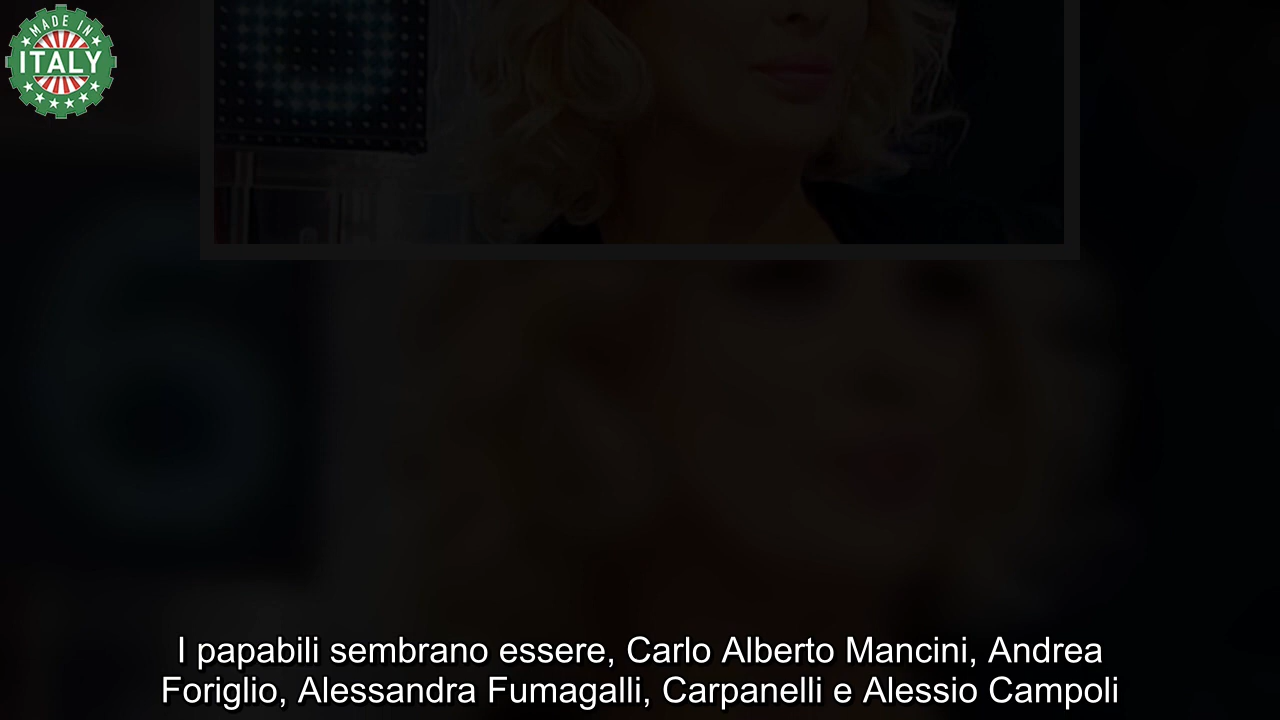 MADE IN
ITALY
I papabili sembrano essere, Carlo Alberto Mancini, Andrea
Foriglio, Alessandra Fumagalli, Carpanelli e Alessio Campoli